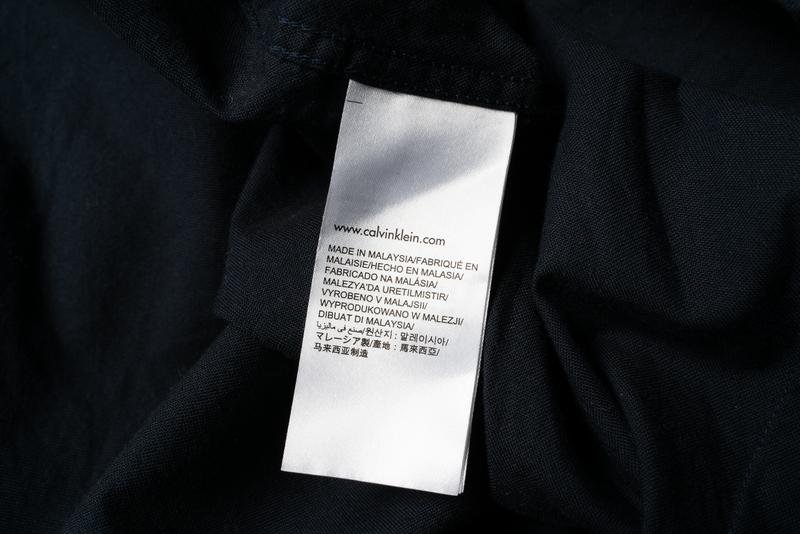 www.calvinklein.com
MADE IN MALAYSIA/FABRIQUÉ EN
MALAISIE/HECHO EN MALASIA/
FABRICADO NA MALÁSIA/
MALEZYA'DA URETILMISTIR/
VYROBENO V MALAJSII/
WYPRODUKOWANO W MALEZJI/
DIBUAT DI MALAYSIA/
صنع في ماليزيا/원산지 : 말레이시아/
マレーシア製/產地 : 馬來西亞/
马来西亚制造